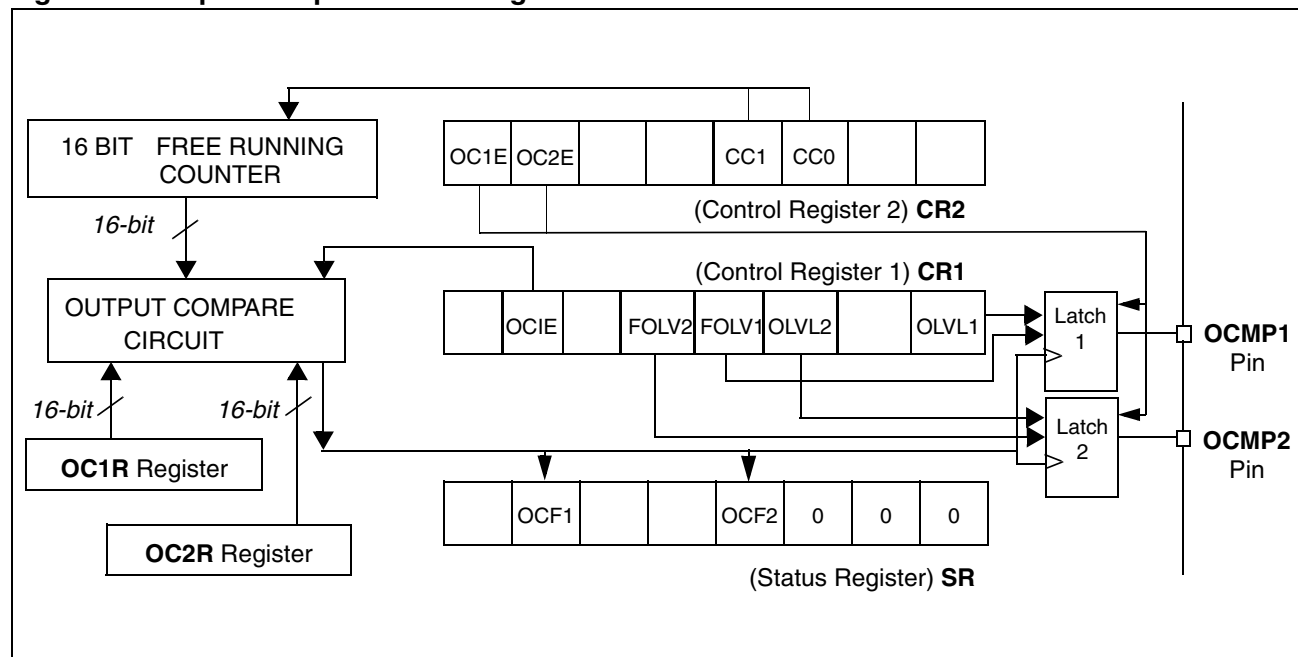 16 BIT FREE RUNNING
COUNTER
16-bit
OC1E OC2E CC1 CC0
(Control Register 2) CR2
(Control Register 1) CR1
OUTPUT COMPARE
CIRCUIT
OCIE FOLV2 FOLV1 OLVL2 OLVL1
Latch
1
OCMP1
Pin
16-bit
16-bit
Latch
2
OCMP2
Pin
OC1R Register
OCF1 OCF2 0 0 0
OC2R Register
(Status Register) SR